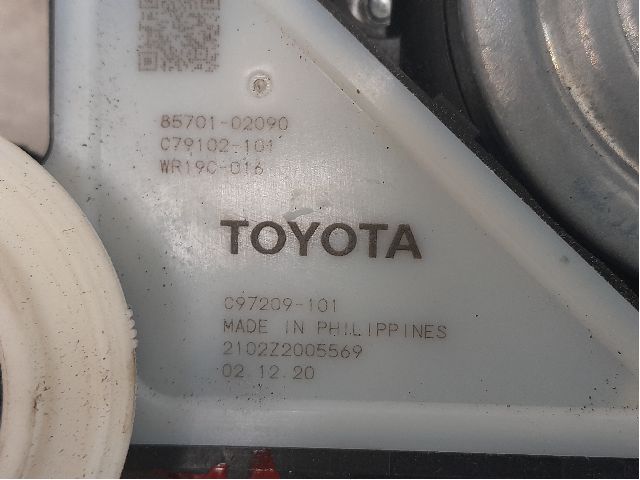 85701-02090
C79102-101
WR19C-016
TOYOTA
C97209-101
MADE IN PHILIPPINES
2102Z2005569
02.12.20